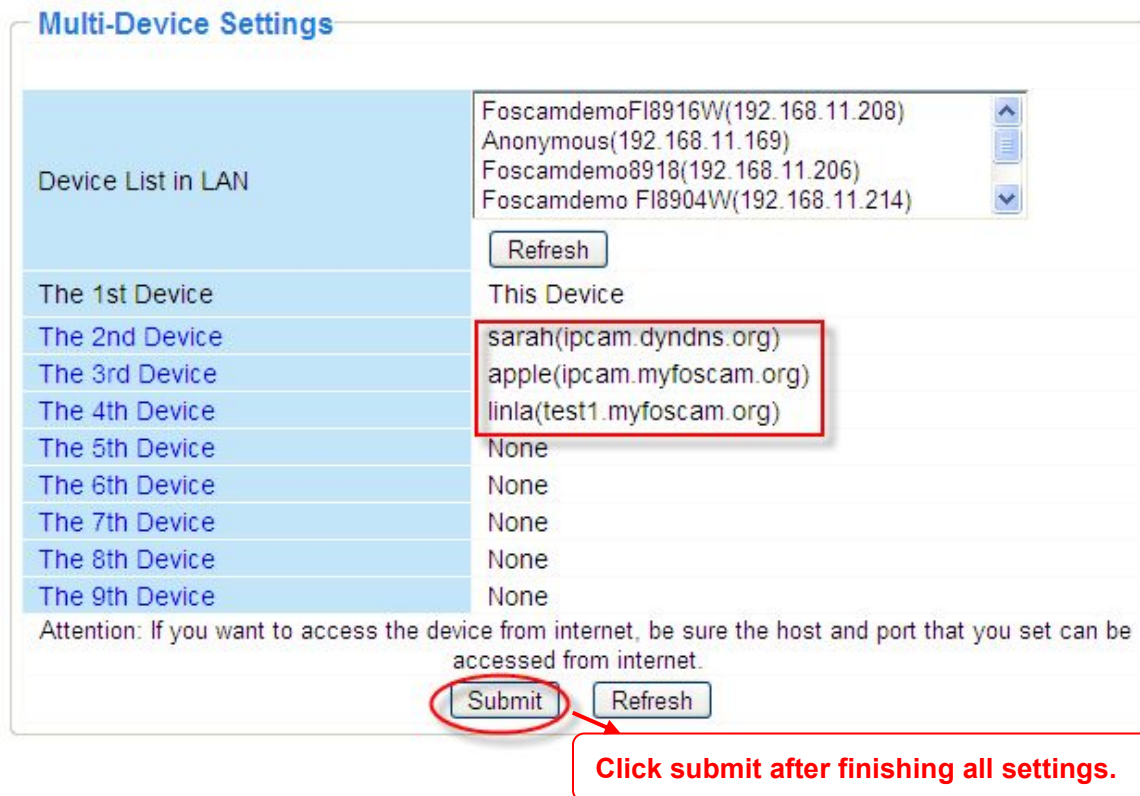 Multi-Device Settings
Device List in LAN
FoscamdemoFI8916W(192.168.11.208)
Anonymous(192.168.11.169)
Foscamdemo8918(192.168.11.206)
Foscamdemo FI8904W(192.168.11.214)
Refresh
The 1st Device This Device
The 2nd Device sarah(ipcam.dyndns.org)
The 3rd Device apple(ipcam.myfoscam.org)
The 4th Device linla(test1.myfoscam.org)
The 5th Device None
The 6th Device None
The 7th Device None
The 8th Device None
The 9th Device None
Attention: If you want to access the device from internet, be sure the host and port that you set can be
accessed from internet.
Submit Refresh
Click submit after finishing all settings.